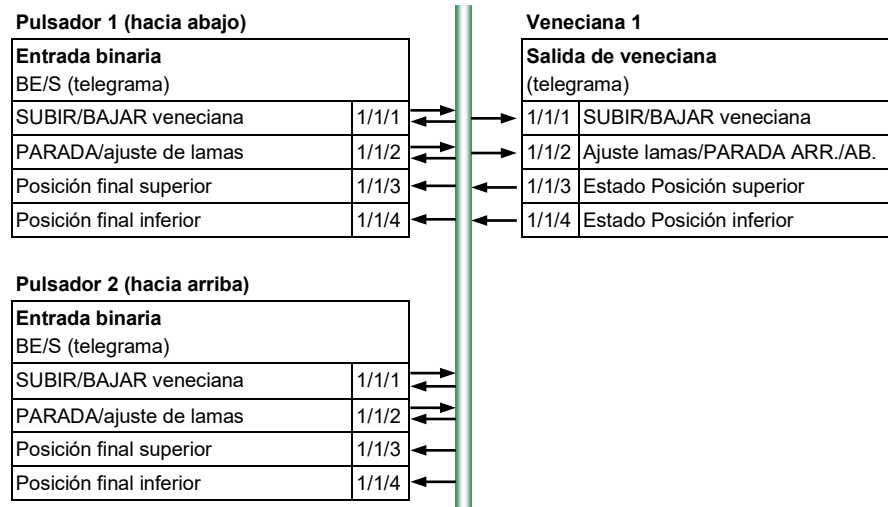 Pulsador 1 (hacia abajo)
Entrada binaria
BE/S (telegrama)
SUBIR/BAJAR veneciana 1/1/1
PARADA/ajuste de lamas 1/1/2
Posición final superior 1/1/3
Posición final inferior 1/1/4
Veneciana 1
Salida de veneciana
(telegrama)
1/1/1 SUBIR/BAJAR veneciana
1/1/2 Ajuste lamas/PARADA ARR./AB.
1/1/3 Estado Posición superior
1/1/4 Estado Posición inferior
Pulsador 2 (hacia arriba)
Entrada binaria
BE/S (telegrama)
SUBIR/BAJAR veneciana 1/1/1
PARADA/ajuste de lamas 1/1/2
Posición final superior 1/1/3
Posición final inferior 1/1/4